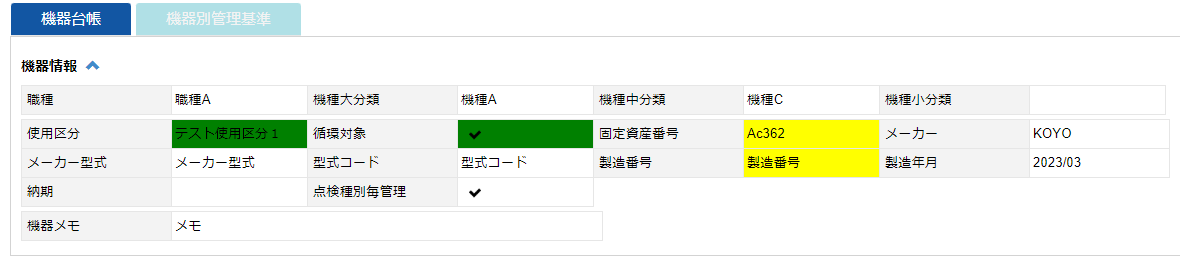 機器台帳 機器別管理基準
機器情報
職種 職種A 機種大分類 機種A 機種中分類 機種C 機種小分類
使用区分 テスト使用区分１ 循環対象 ✔ 固定資産番号 Ac362 メーカー KOYO
メーカー型式 メーカー型式 型式コード 型式コード 製造番号 製造番号 製造年月 2023/03
納期 点検種別毎管理 ✔
機器メモ メモ